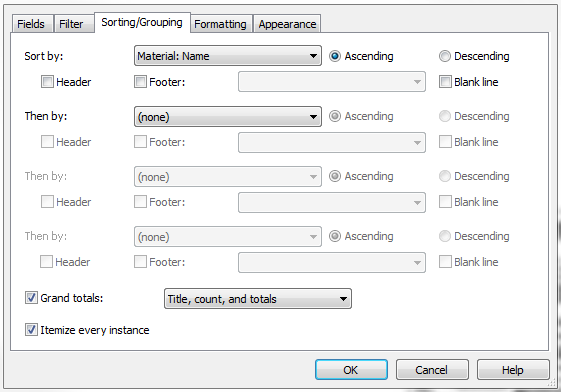 Fields Filter Sorting/Grouping Formatting Appearance
Sort by: Material: Name Ascending Descending
Header Footer: Blank line
Then by: (none) Ascending Descending
Header Footer: Blank line
Then by: (none) Ascending Descending
Header Footer: Blank line
Then by: (none) Ascending Descending
Header Footer: Blank line
Grand totals: Title, count, and totals
Itemize every instance
OK Cancel Help